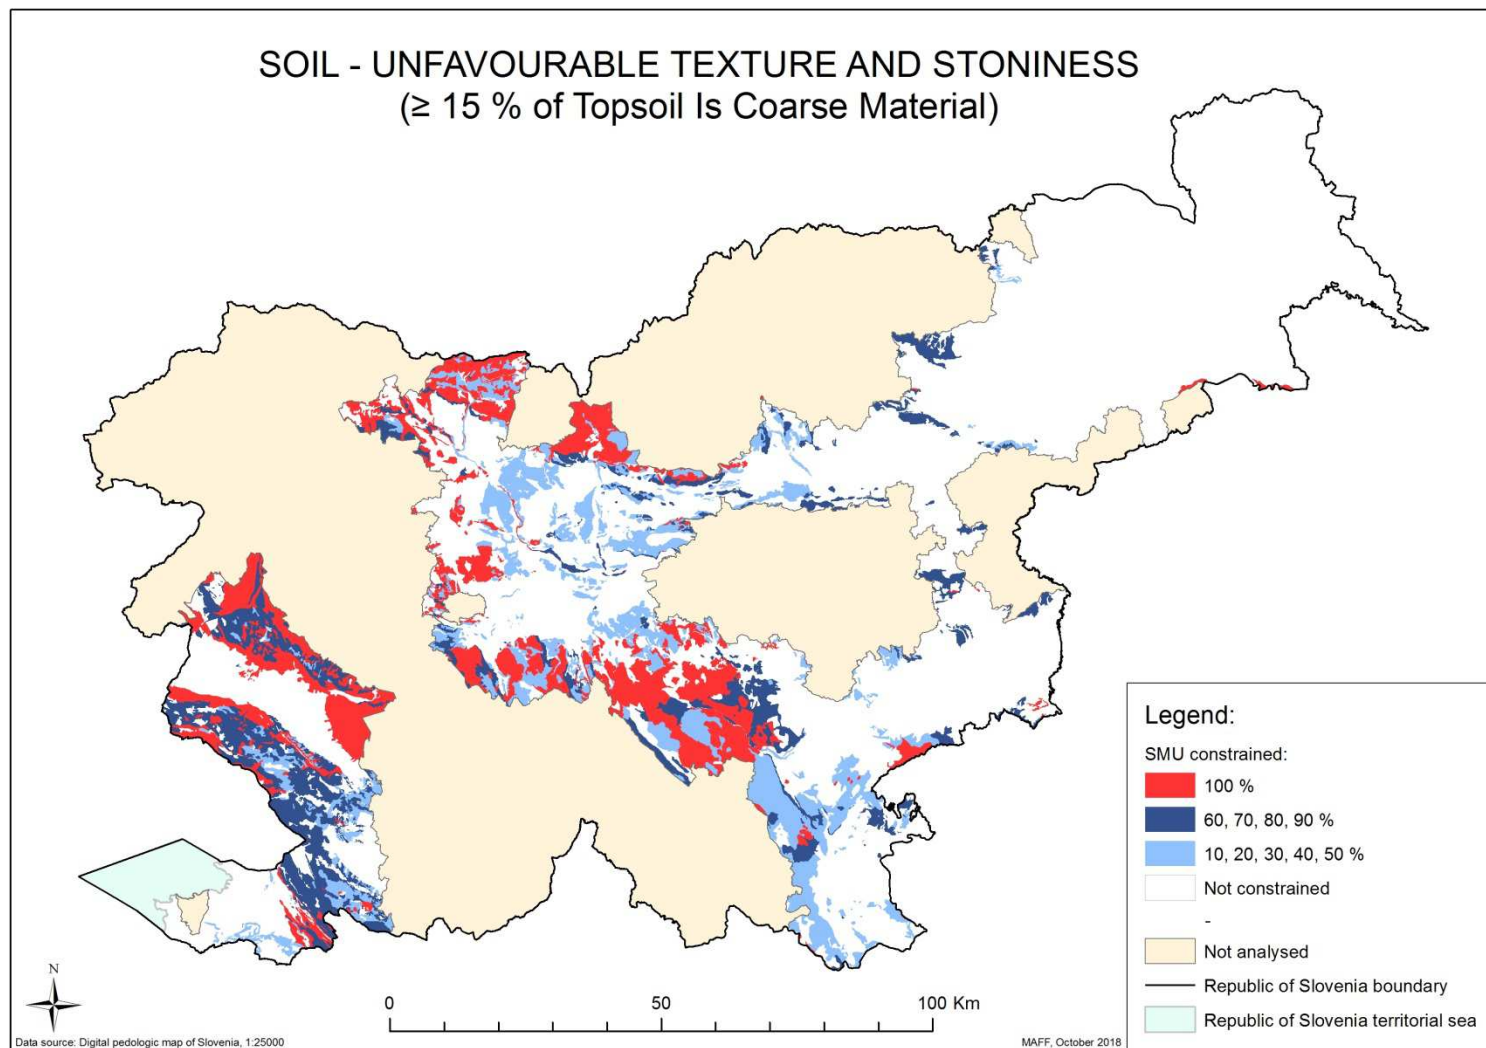 SOIL - UNFAVOURABLE TEXTURE AND STONINESS
(≥ 15 % of Topsoil Is Coarse Material)
Legend:
SMU constrained:
100 %
60, 70, 80, 90 %
10, 20, 30, 40, 50 %
Not constrained
-
Not analysed
Republic of Slovenia boundary
Republic of Slovenia territorial sea
N
0 50 100 Km
Data source: Digital pedologic map of Slovenia, 1:25000
MAFF, October 2018